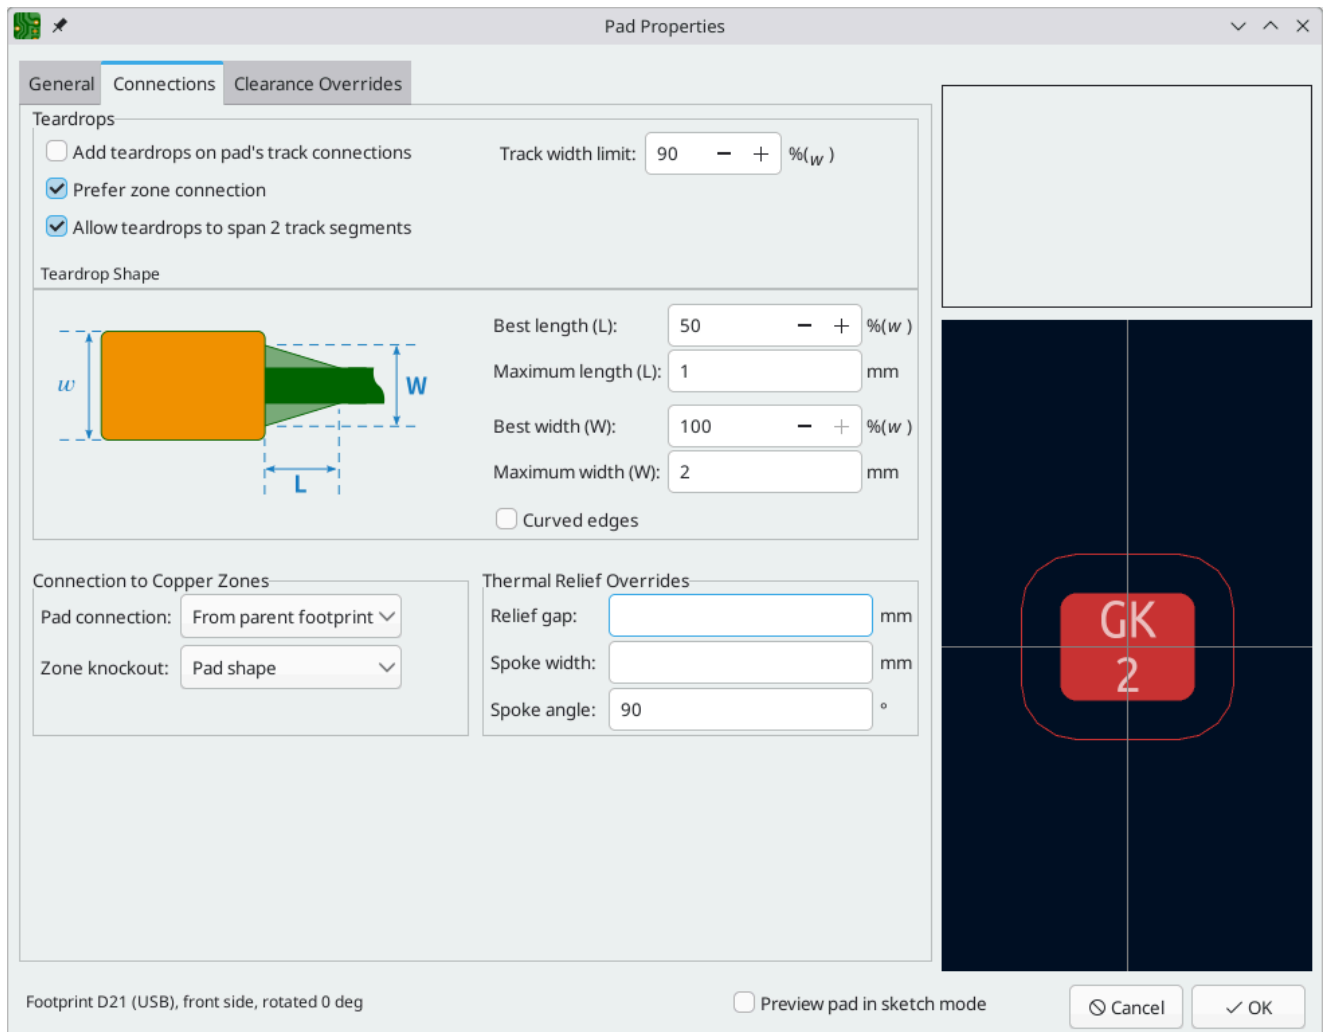 Pad Properties
General Connections Clearance Overrides
Teardrops
Add teardrops on pad's track connections
Track width limit: 90 %(w )
Prefer zone connection
Allow teardrops to span 2 track segments
Teardrop Shape
w
W
L
Best length (L): 50 %(w )
Maximum length (L): 1 mm
Best width (W): 100 %(w )
Maximum width (W): 2 mm
Curved edges
Connection to Copper Zones
Pad connection: From parent footprint
Zone knockout: Pad shape
Thermal Relief Overrides
Relief gap: mm
Spoke width: mm
Spoke angle: 90 °
GK
2
Footprint D21 (USB), front side, rotated 0 deg
Preview pad in sketch mode
Cancel
OK